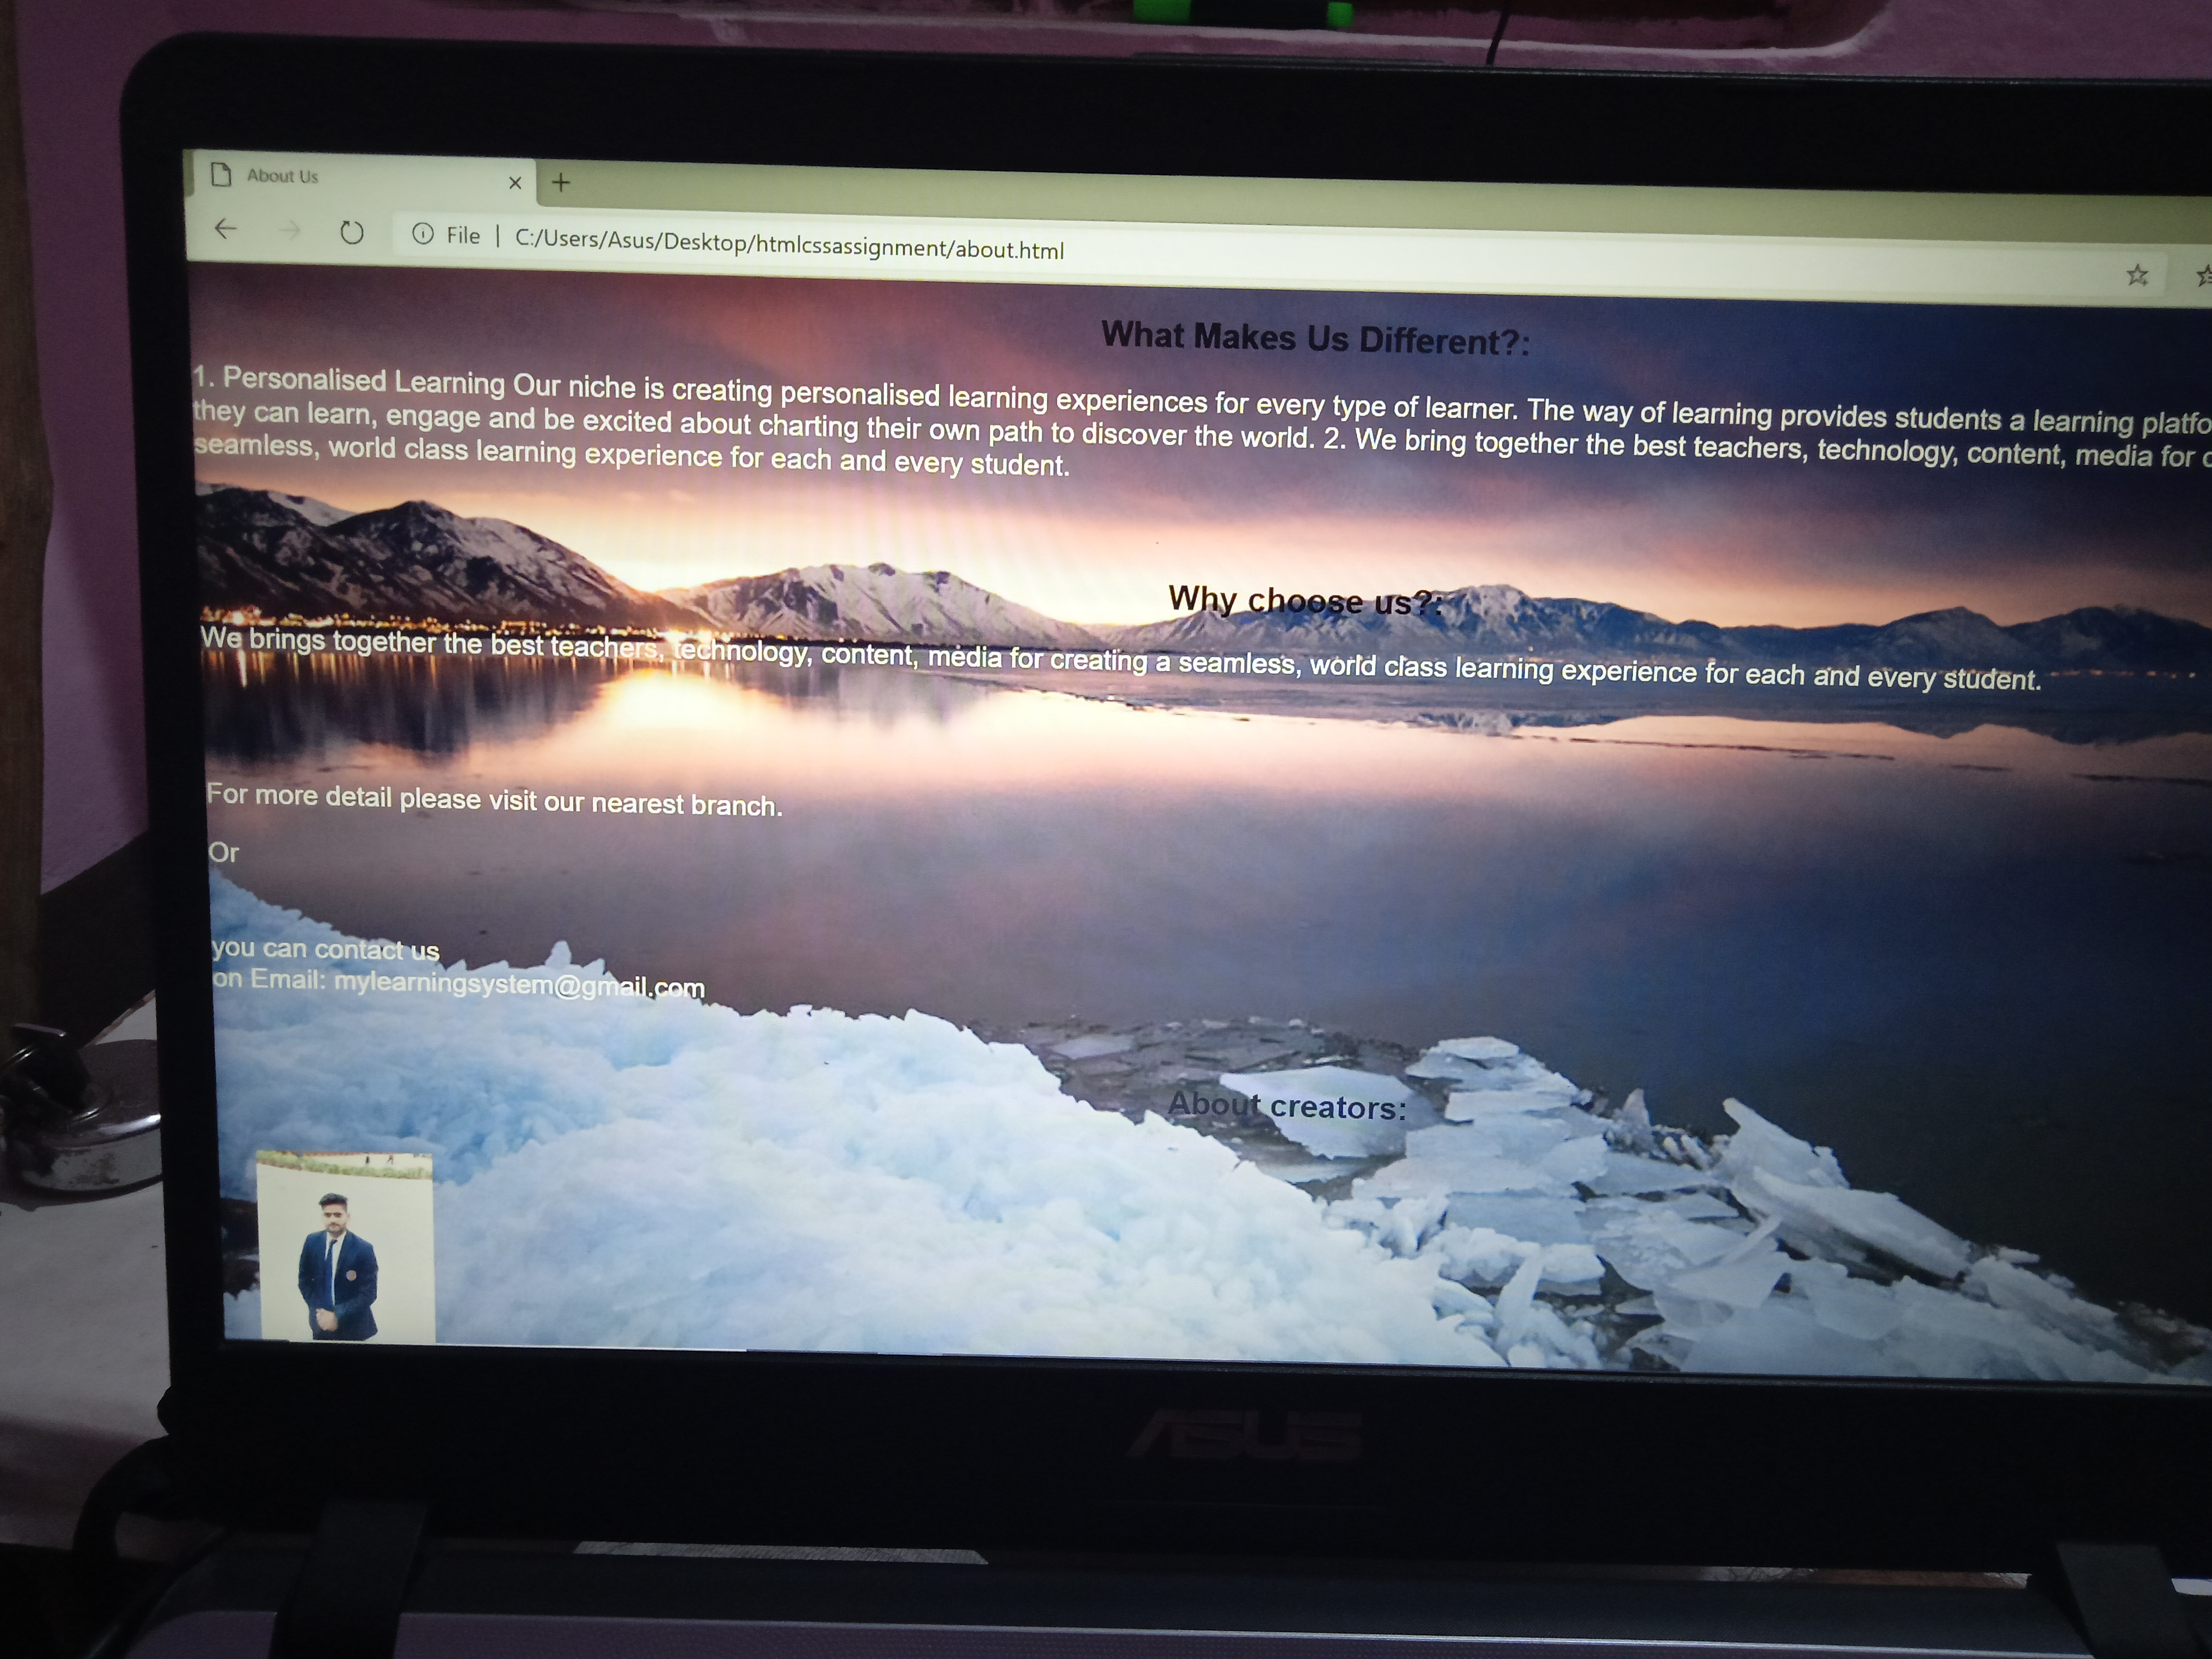 About Us
File | C:/Users/Asus/Desktop/htmlcssassignment/about.html
What Makes Us Different?:
1. Personalised Learning Our niche is creating personalised learning experiences for every type of learner. The way of learning provides students a learning platfo
they can learn, engage and be excited about charting their own path to discover the world. 2. We bring together the best teachers, technology, content, media for c
seamless, world class learning experience for each and every student.
Why choose us?:
We brings together the best teachers, technology, content, media for creating a seamless, world class learning experience for each and every student.
For more detail please visit our nearest branch.
Or
you can contact us
on Email: mylearningsystem@gmail.com
About creators:
ASUS